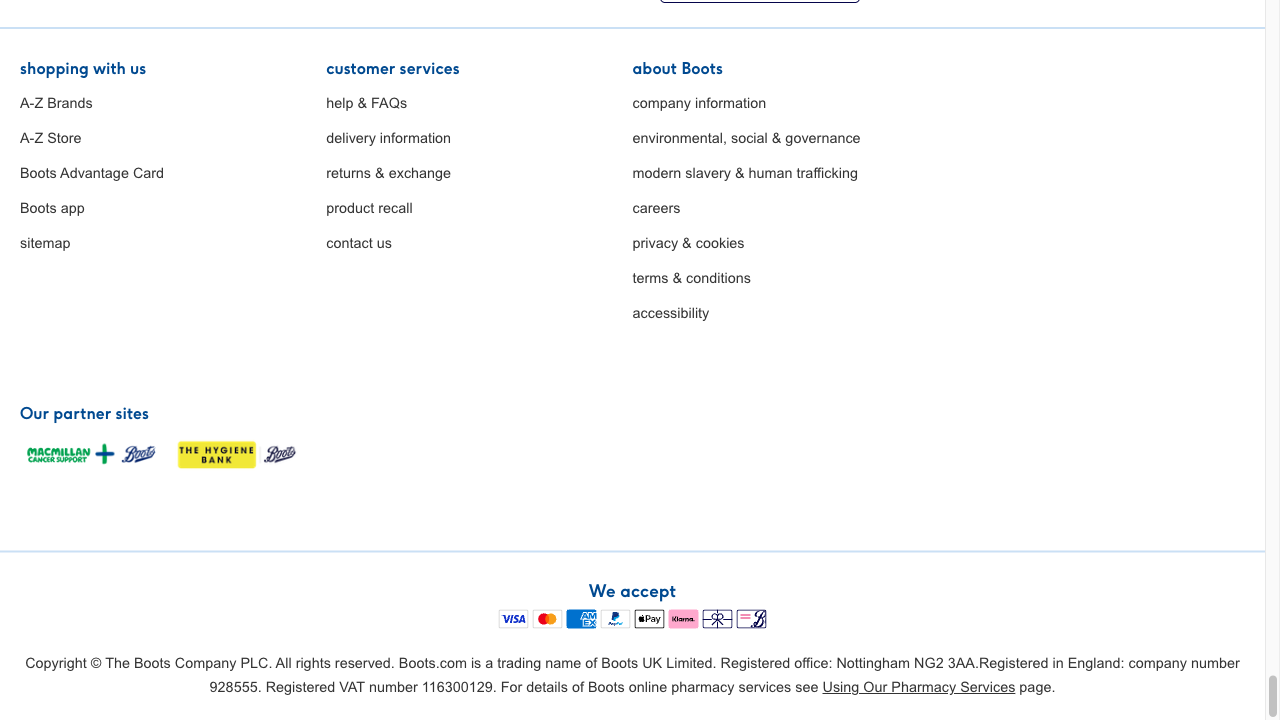 shopping with us
A-Z Brands
A-Z Store
Boots Advantage Card
Boots app
sitemap
customer services
help & FAQs
delivery information
returns & exchange
product recall
contact us
about Boots
company information
environmental, social & governance
modern slavery & human trafficking
careers
privacy & cookies
terms & conditions
accessibility
Our partner sites
MACMILLAN
CANCER SUPPORT
Boots
THE HYGIENE
BANK
Boots
We accept
VISA
AM
EX
PayPal
Pay
Klarna.
Copyright © The Boots Company PLC. All rights reserved. Boots.com is a trading name of Boots UK Limited. Registered office: Nottingham NG2 3AA.Registered in England: company number
928555. Registered VAT number 116300129. For details of Boots online pharmacy services see Using Our Pharmacy Services page.